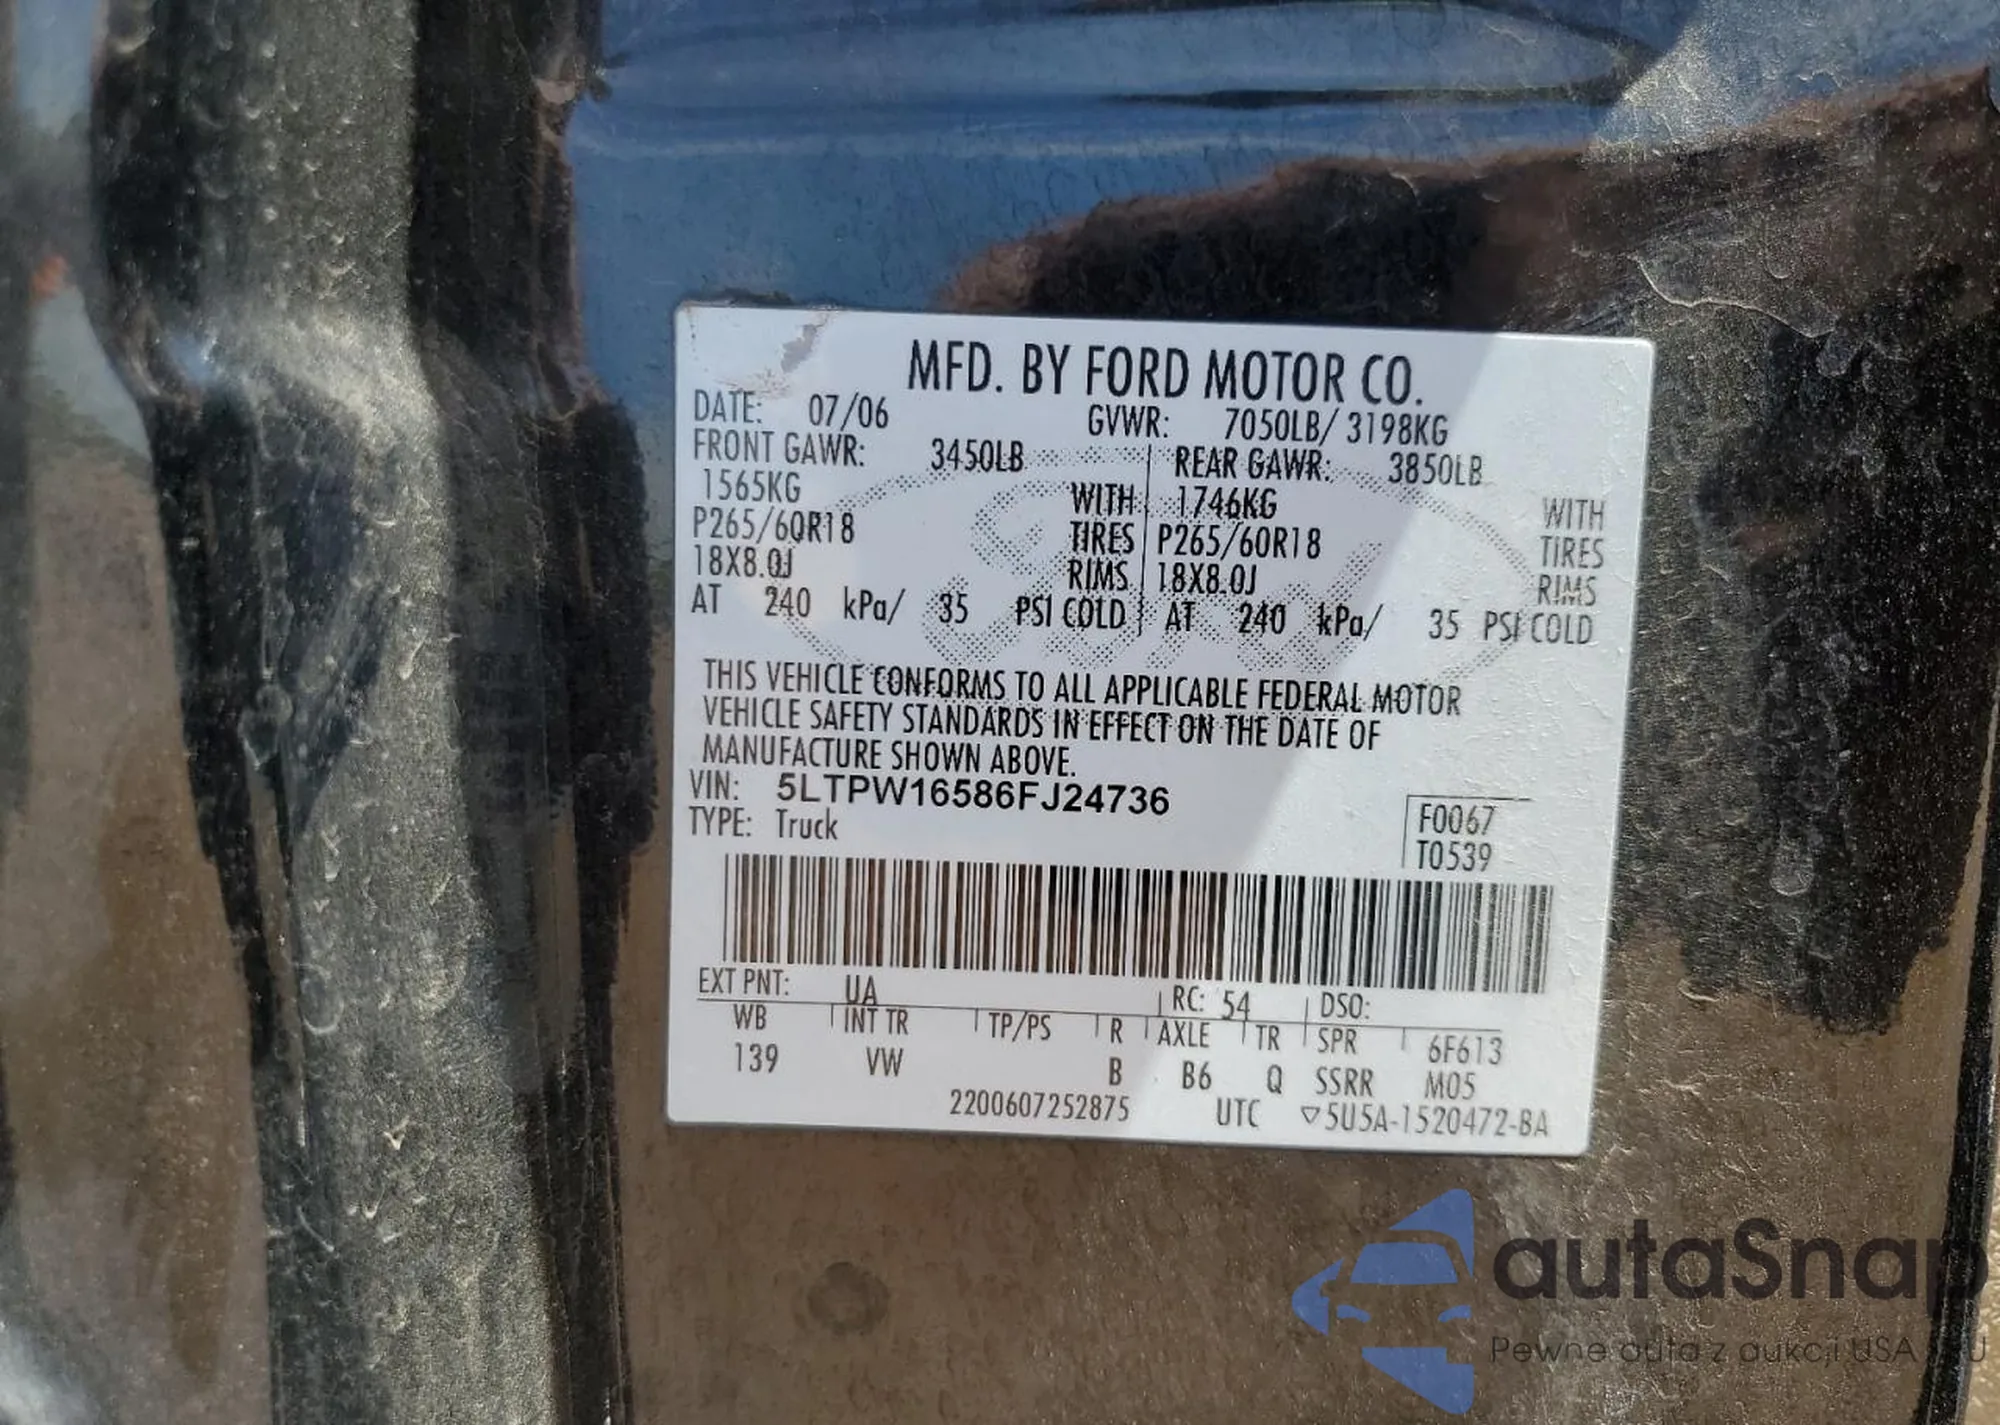 MFD. BY FORD MOTOR CO.
DATE: 07/06 GVWR: 7050LB/ 3198KG
FRONT GAWR: 3450LB REAR GAWR: 3850LB
1565KG WITH 1746KG WITH
P265/60R18 TIRES P265/60R18 TIRES
18X8.0J RIMS 18X8.0J RIMS
AT 240 kPa/ 35 PSI COLD AT 240 kPa/ 35 PSI COLD
THIS VEHICLE CONFORMS TO ALL APPLICABLE FEDERAL MOTOR
VEHICLE SAFETY STANDARDS IN EFFECT ON THE DATE OF
MANUFACTURE SHOWN ABOVE.
VIN: 5LTPW16586FJ24736
TYPE: Truck
F0067
T0539
EXT PNT: UA RC: 54 DSO:
WB INT TR TP/PS R AXLE TR SPR 6F613
139 VW B B6 Q SSRR M05
2200607252875 UTC ▽5U5A-1520472-BA
autaSnap
Pewne auta z aukcji USA